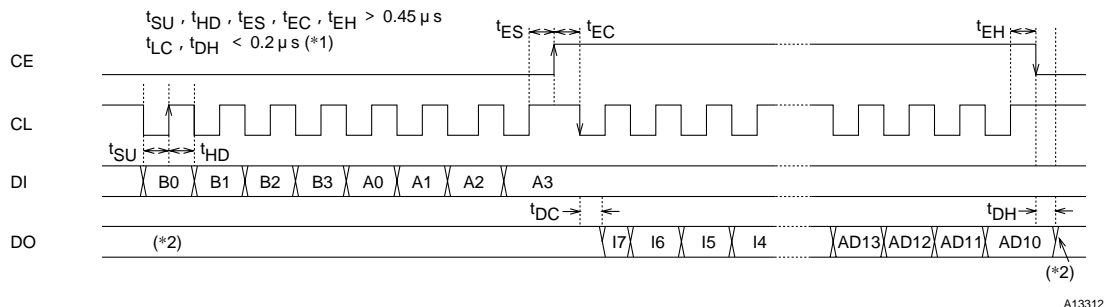 tSU , tHD , tES , tEC , tEH > 0.45 µs
tLC , tDH < 0.2 µs (*1)
tES
tEC
tEH
CE
CL
tSU
tHD
DI
B0 B1 B2 B3 A0 A1 A2 A3
tDC
tDH
DO
(*2) I7 I6 I5 I4 AD13 AD12 AD11 AD10
(*2)
A13312